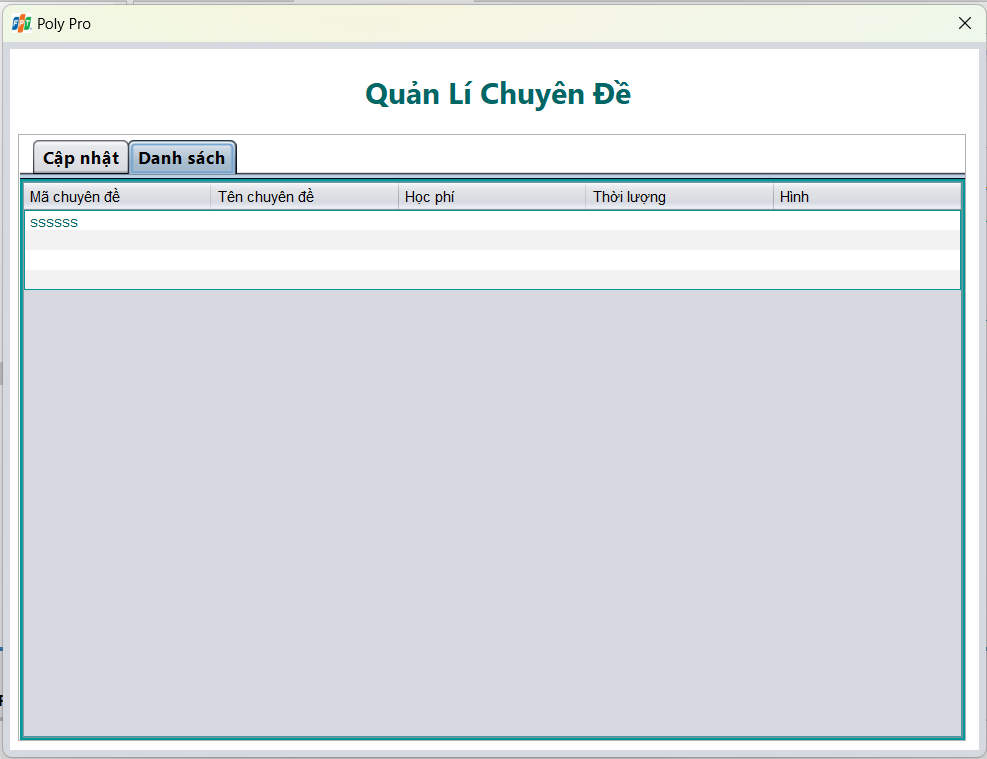 FPT Poly Pro
Quản Lí Chuyên Đề
Cập nhật Danh sách
Mã chuyên đề Tên chuyên đề Học phí Thời lượng Hình
ssssss